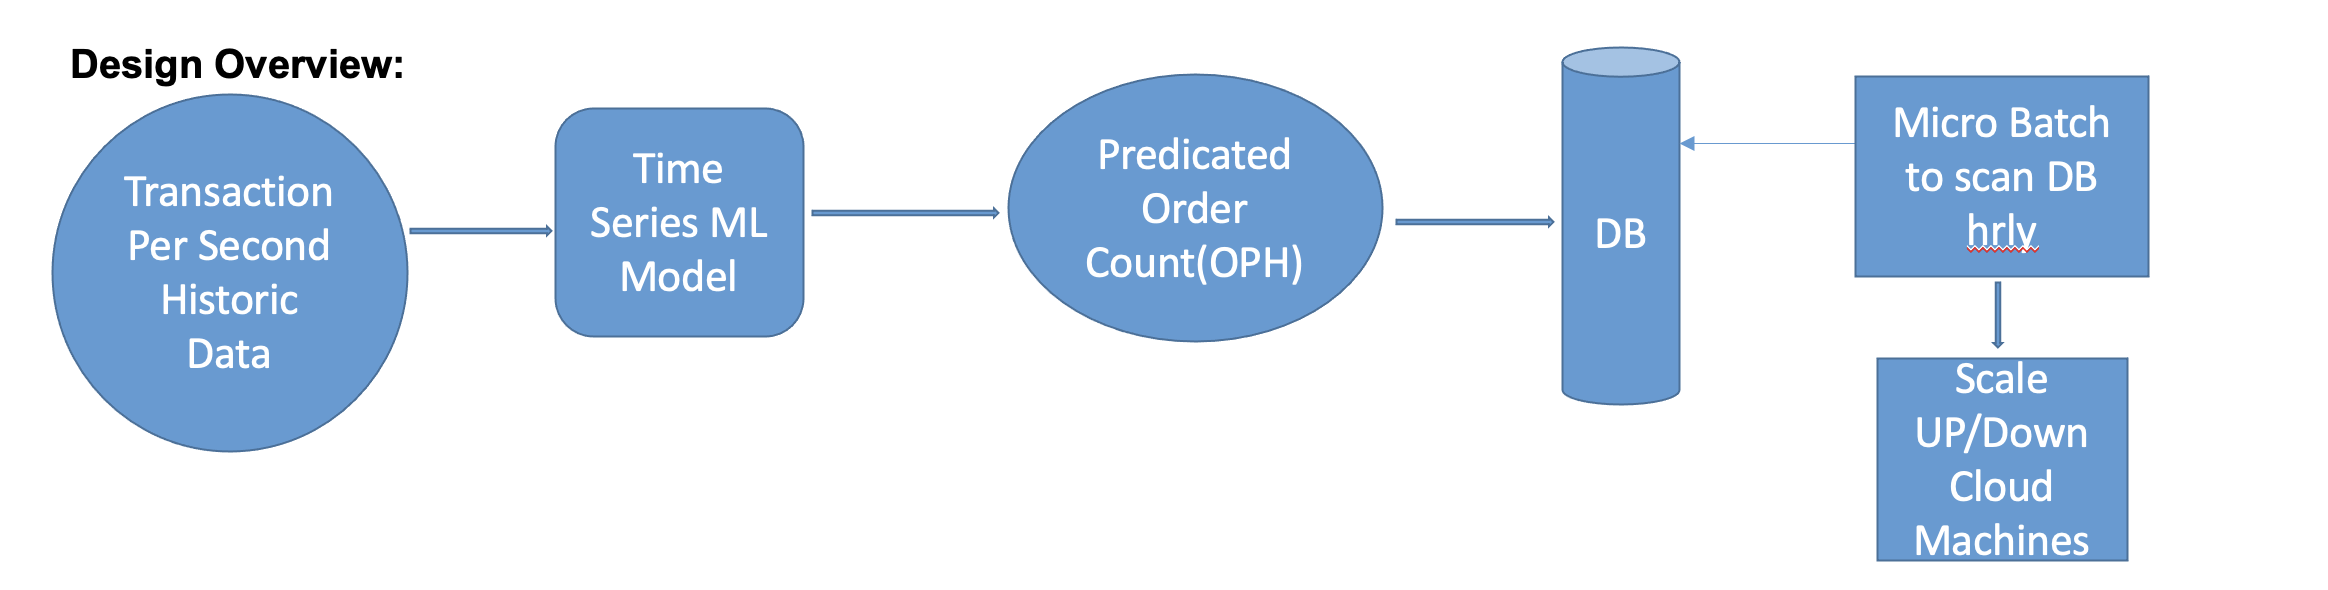 Design Overview:
Transaction
Per Second
Historic
Data
Time
Series ML
Model
Predicated
Order
Count(OPH)
DB
Micro Batch
to scan DB
hrly
Scale
UP/Down
Cloud
Machines